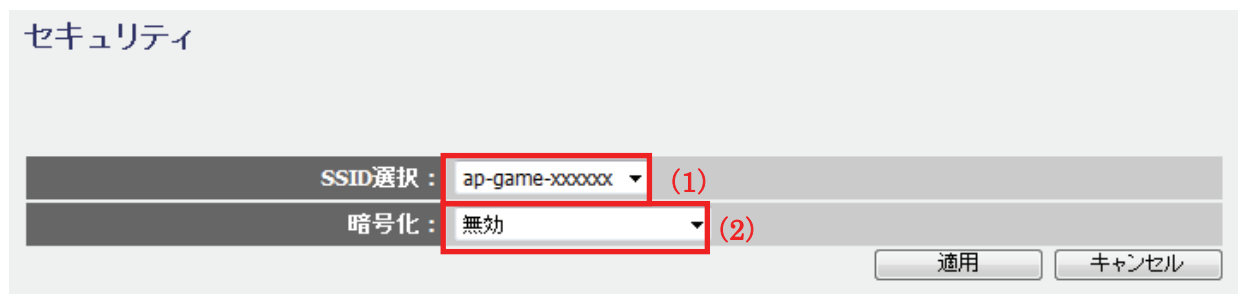 セキュリティ
SSID選択： ap-game-xxxxxx (1)
暗号化： 無効 (2)
適用 キャンセル